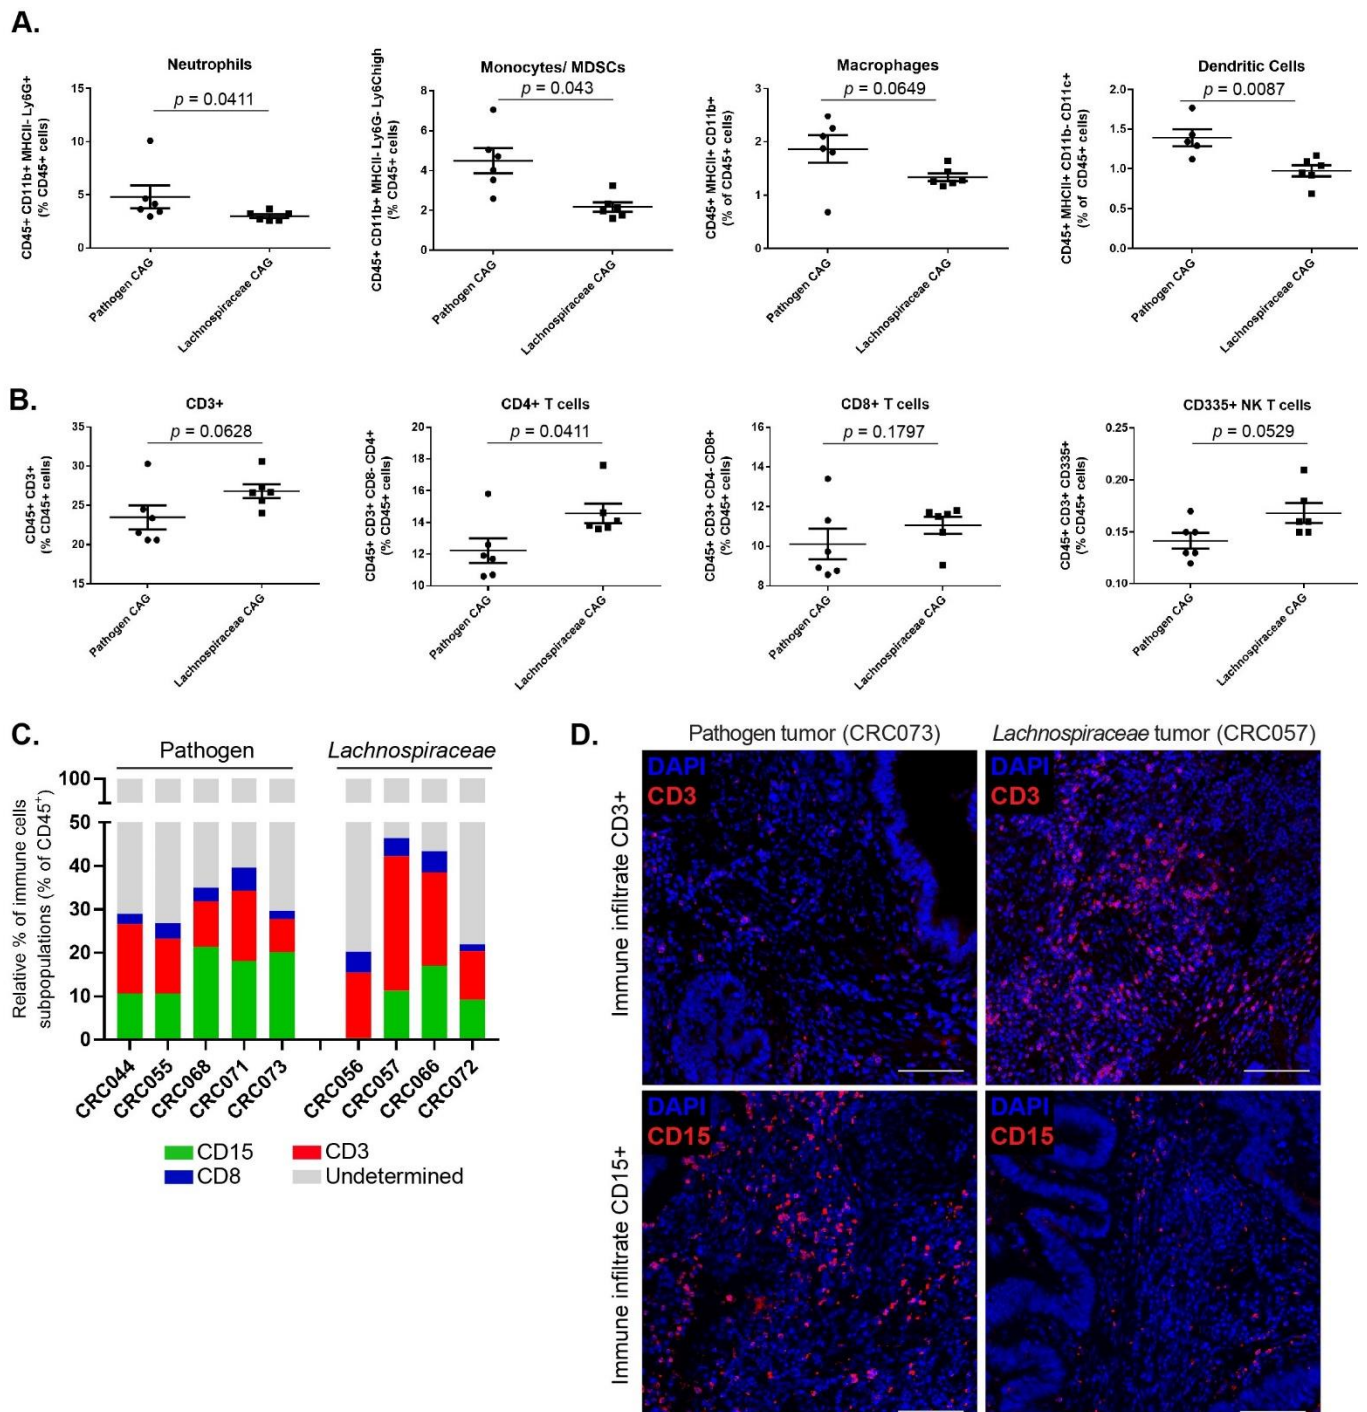 A.
Neutrophils
p = 0.0411
CD45+ CD11b+ MHCII- Ly6G+
(% CD45+ cells)
15
10
5
0
Pathogen CAG
Lachnospiraceae CAG
Monocytes/ MDSCs
p = 0.043
CD45+ CD11b+ MHCII- Ly6G- Ly6Chigh
(% CD45+ cells)
8
6
4
2
0
Pathogen CAG
Lachnospiraceae CAG
Macrophages
p = 0.0649
CD45+ MHCII+ CD11b+
(% of CD45+ cells)
3
2
1
0
Pathogen CAG
Lachnospiraceae CAG
Dendritic Cells
p = 0.0087
CD45+ MHCII+ CD11b- CD11c+
(% of CD45+ cells)
2.0
1.5
1.0
0.5
0.0
Pathogen CAG
Lachnospiraceae CAG
B.
CD3+
p = 0.0628
CD45+ CD3+
(% CD45+ cells)
35
30
25
20
15
Pathogen CAG
Lachnospiraceae CAG
CD4+ T cells
p = 0.0411
CD45+ CD3+ CD8- CD4+
(% CD45+ cells)
20
18
16
14
12
10
Pathogen CAG
Lachnospiraceae CAG
CD8+ T cells
p = 0.1797
CD45+ CD3+ CD4- CD8+
(% CD45+ cells)
16
14
12
10
8
Pathogen CAG
Lachnospiraceae CAG
CD335+ NK T cells
p = 0.0529
CD45+ CD3+ CD335+
(% CD45+ cells)
0.25
0.20
0.15
0.10
Pathogen CAG
Lachnospiraceae CAG
C.
Pathogen
Lachnospiraceae
Relative % of immune cells
subpopulations (% of CD45+)
100
50
40
30
20
10
0
CRC044
CRC055
CRC068
CRC071
CRC073
CRC056
CRC057
CRC066
CRC072
CD15
CD3
CD8
Undetermined
D.
Pathogen tumor (CRC073)
Lachnospiraceae tumor (CRC057)
Immune infiltrate CD3+
DAPI
CD3
DAPI
CD3
Immune infiltrate CD15+
DAPI
CD15
DAPI
CD15